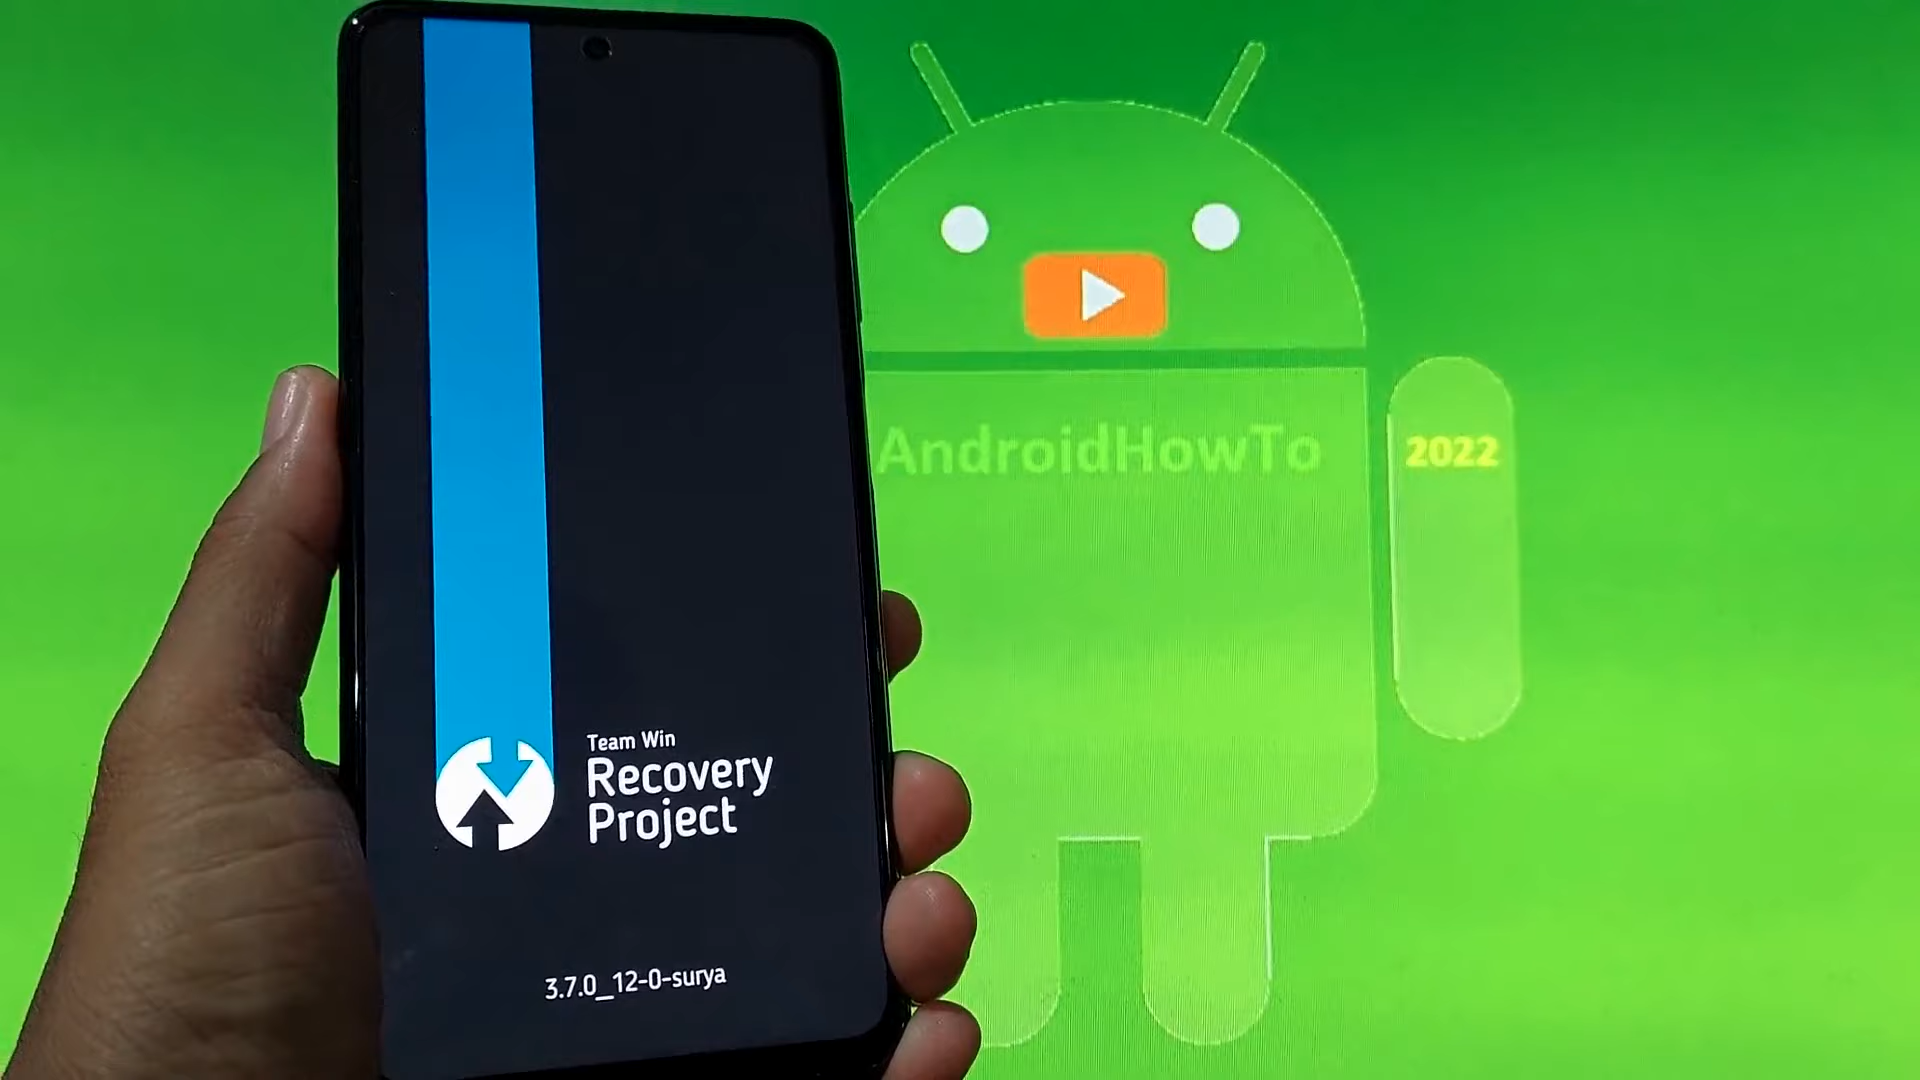 Team Win
Recovery
Project
3.7.0_12-0-surya
AndroidHowTo
2022